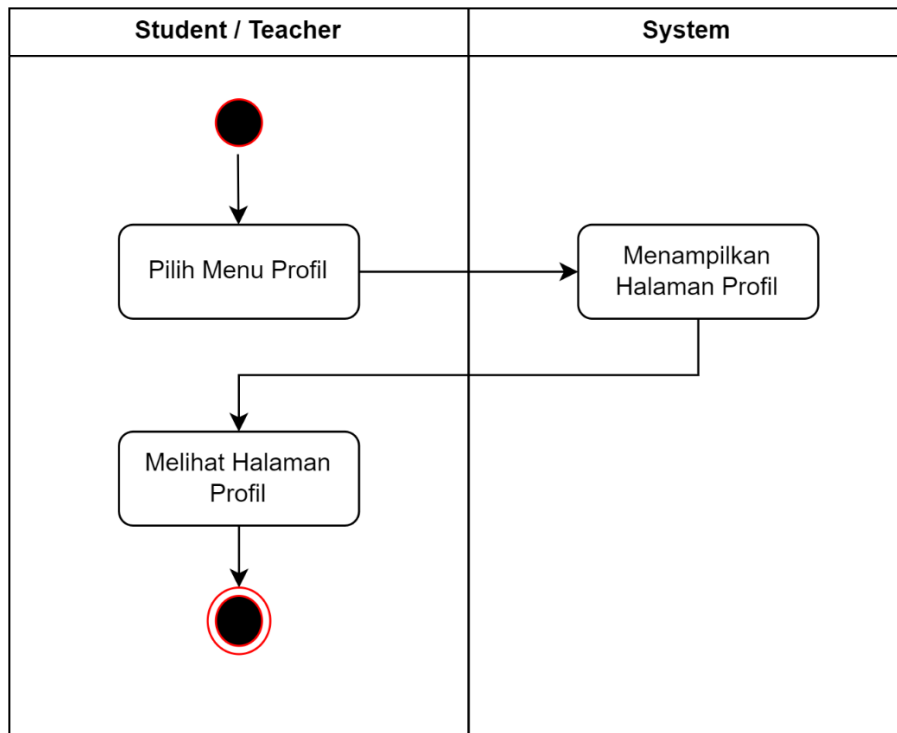 Student / Teacher
System
Pilih Menu Profil
Menampilkan
Halaman Profil
Melihat Halaman
Profil